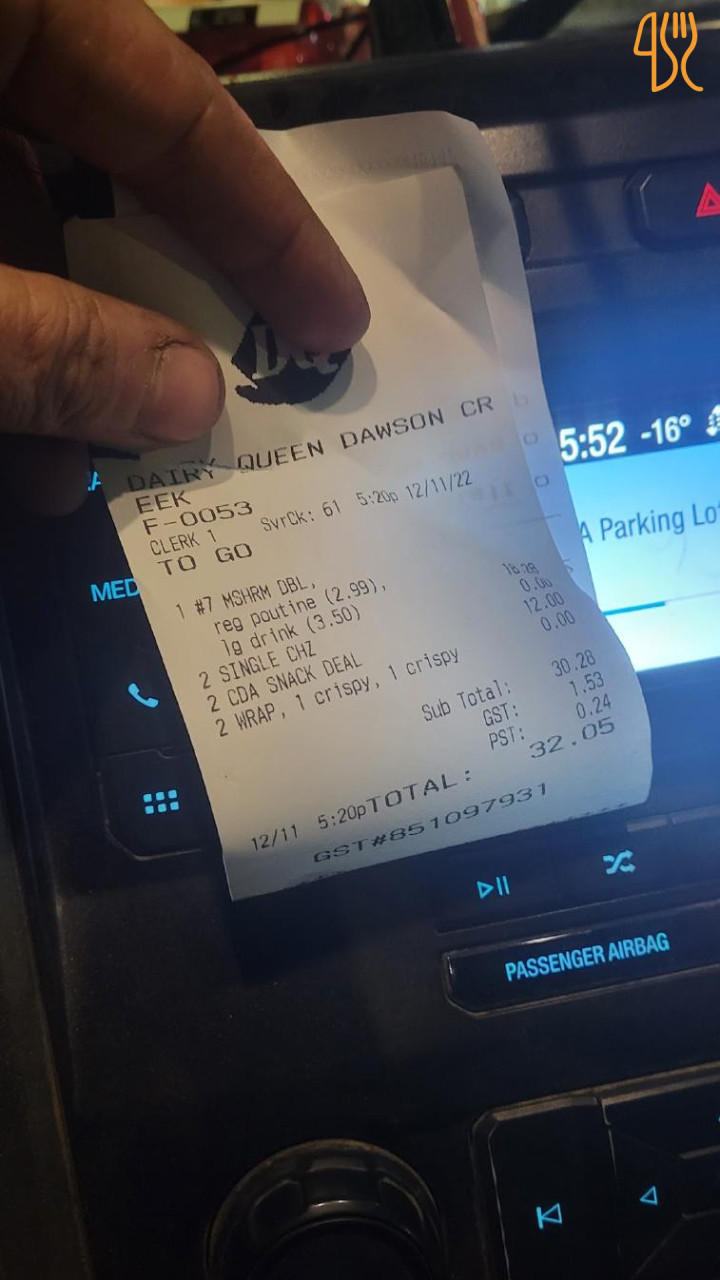 DAIRY QUEEN DAWSON CR
EEK
F-0053
CLERK 1 SvrCk: 61 5:20p 12/11/22
TO GO
1 #7 MSHRM DBL, 18.28
reg poutine (2.99),
lg drink (3.50)
2 SINGLE CHZ 0.00
2 CDA SNACK DEAL 12.00
2 WRAP, 1 crispy, 1 crispy 0.00
Sub Total: 30.28
GST: 1.53
PST: 0.24
12/11 5:20pTOTAL: 32.05
GST#851097931
5:52 -16°
A Parking Lo
MED
PASSENGER AIRBAG